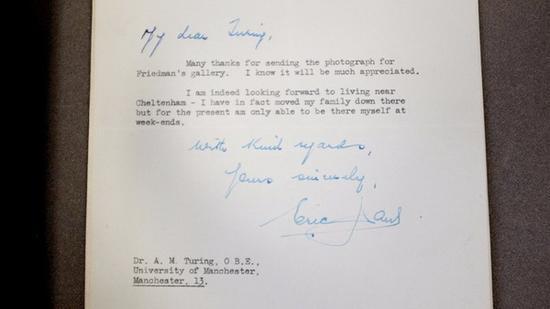 My dear Turing,
Many thanks for sending the photograph for
Friedman's gallery. I know it will be much appreciated.
I am indeed looking forward to living near
Cheltenham - I have in fact moved my family down there
but for the present am only able to be there myself at
week-ends.
With kind regards,
Yours sincerely,
Eric
Dr. A. M. Turing, O B.E.,
University of Manchester,
Manchester, 13.